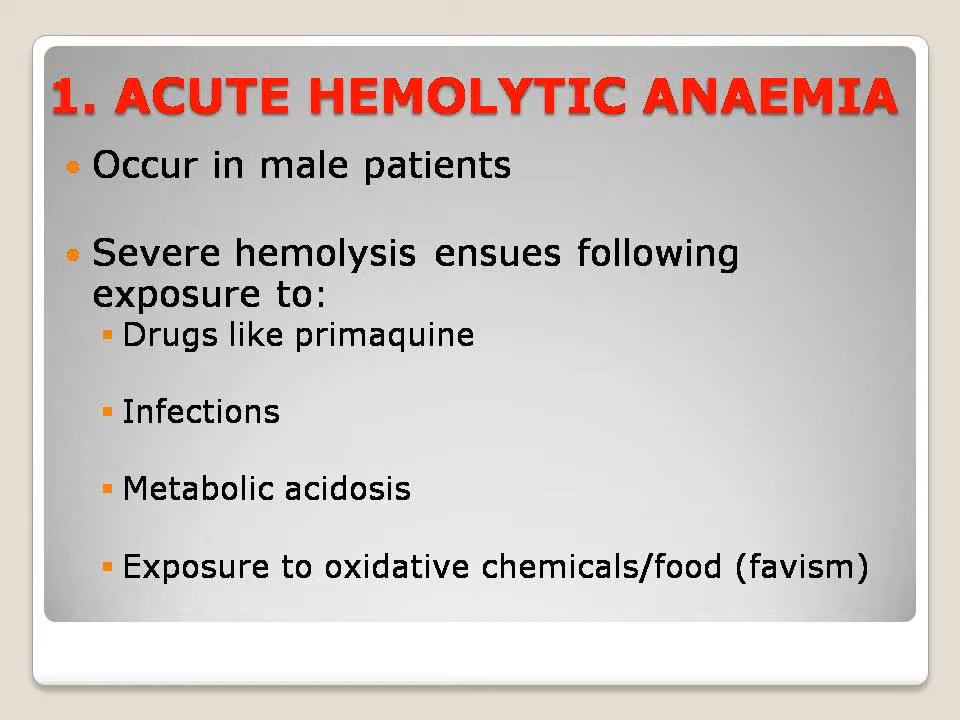 1. ACUTE HEMOLYTIC ANAEMIA
Occur in male patients
Severe hemolysis ensues following
exposure to:
Drugs like primaquine
Infections
Metabolic acidosis
Exposure to oxidative chemicals/food (favism)